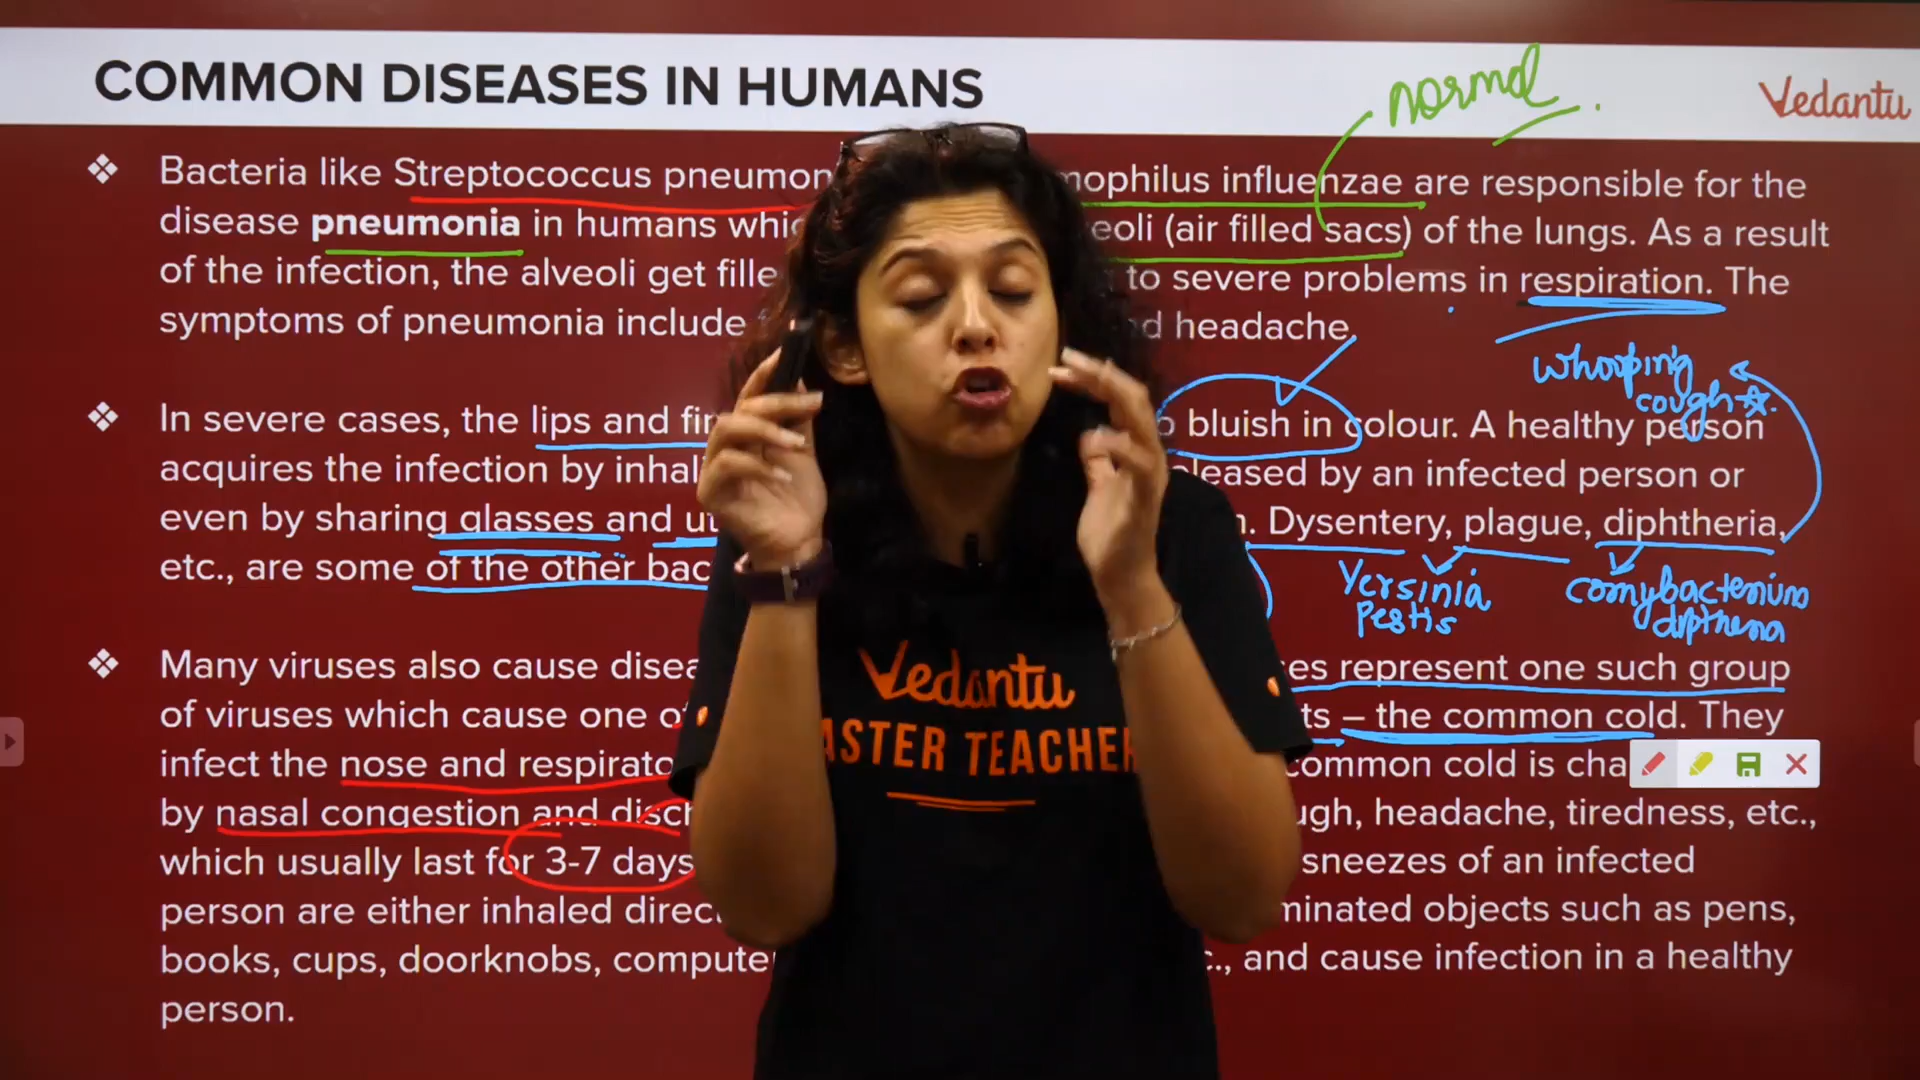 COMMON DISEASES IN HUMANS
normal
Vedantu
Bacteria like Streptococcus pneumon mophilus influenzae are responsible for the
disease pneumonia in humans whic eoli (air filled sacs) of the lungs. As a result
of the infection, the alveoli get fille to severe problems in respiration. The
symptoms of pneumonia include d headache.
whooping
cough
In severe cases, the lips and fin o bluish in colour. A healthy person
acquires the infection by inhali eleased by an infected person or
even by sharing glasses and ut n. Dysentery, plague, diphtheria,
etc., are some of the other bac
Yersinia
Pestis
Many viruses also cause disea ses represent one such group
of viruses which cause one of ts – the common cold. They
infect the nose and respirato common cold is cha
by nasal congestion and disch ugh, headache, tiredness, etc.,
which usually last for 3-7 days sneezes of an infected
person are either inhaled direc minated objects such as pens,
books, cups, doorknobs, compute c., and cause infection in a healthy
person.
Vedantu
ASTER TEACHER